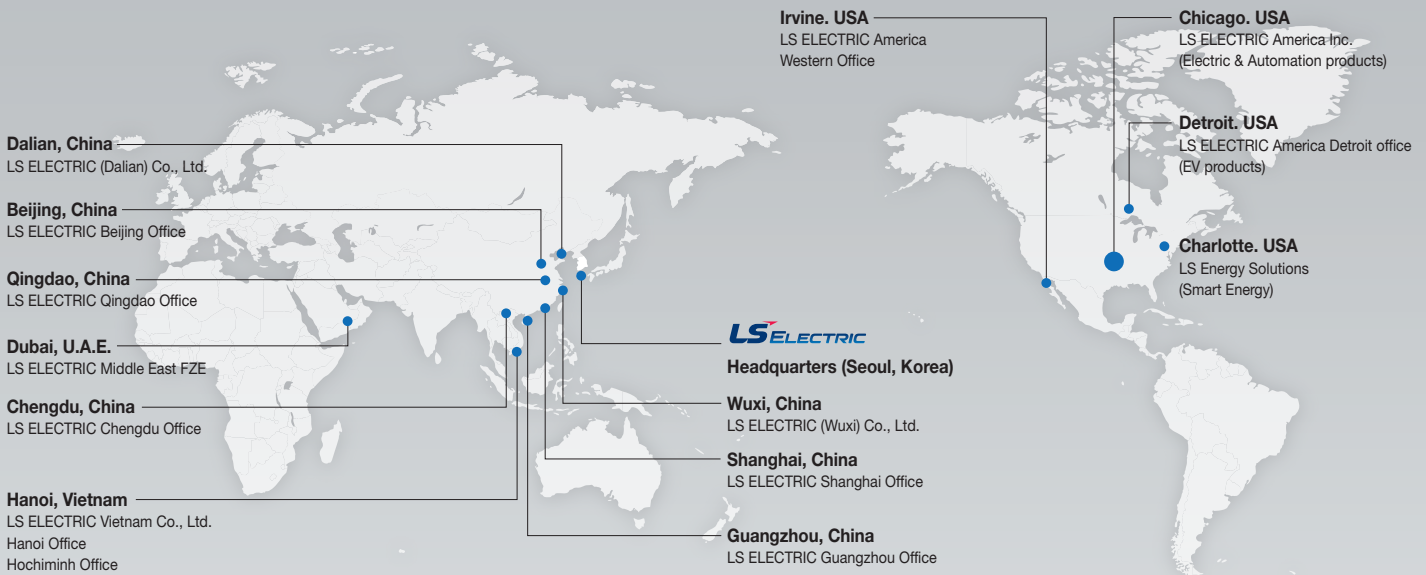 Irvine. USA
LS ELECTRIC America
Western Office
Chicago. USA
LS ELECTRIC America Inc.
(Electric & Automation products)
Detroit. USA
LS ELECTRIC America Detroit office
(EV products)
Charlotte. USA
LS Energy Solutions
(Smart Energy)
Dalian, China
LS ELECTRIC (Dalian) Co., Ltd.
Beijing, China
LS ELECTRIC Beijing Office
Qingdao, China
LS ELECTRIC Qingdao Office
Dubai, U.A.E.
LS ELECTRIC Middle East FZE
Chengdu, China
LS ELECTRIC Chengdu Office
Hanoi, Vietnam
LS ELECTRIC Vietnam Co., Ltd.
Hanoi Office
Hochiminh Office
LS ELECTRIC
Headquarters (Seoul, Korea)
Wuxi, China
LS ELECTRIC (Wuxi) Co., Ltd.
Shanghai, China
LS ELECTRIC Shanghai Office
Guangzhou, China
LS ELECTRIC Guangzhou Office